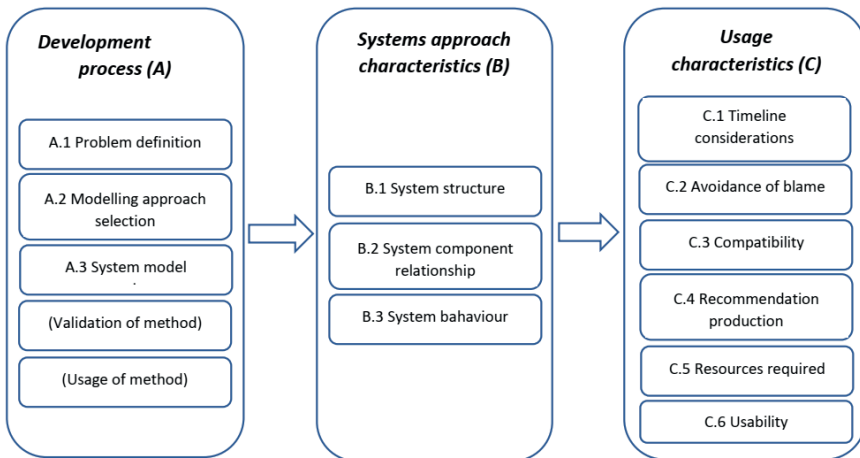 Development
process (A)
A.1 Problem definition
A.2 Modelling approach
selection
A.3 System model
.
(Validation of method)
(Usage of method)
Systems approach
characteristics (B)
B.1 System structure
B.2 System component
relationship
B.3 System bahaviour
Usage
characteristics (C)
C.1 Timeline
considerations
C.2 Avoidance of blame
C.3 Compatibility
C.4 Recommendation
production
C.5 Resources required
C.6 Usability